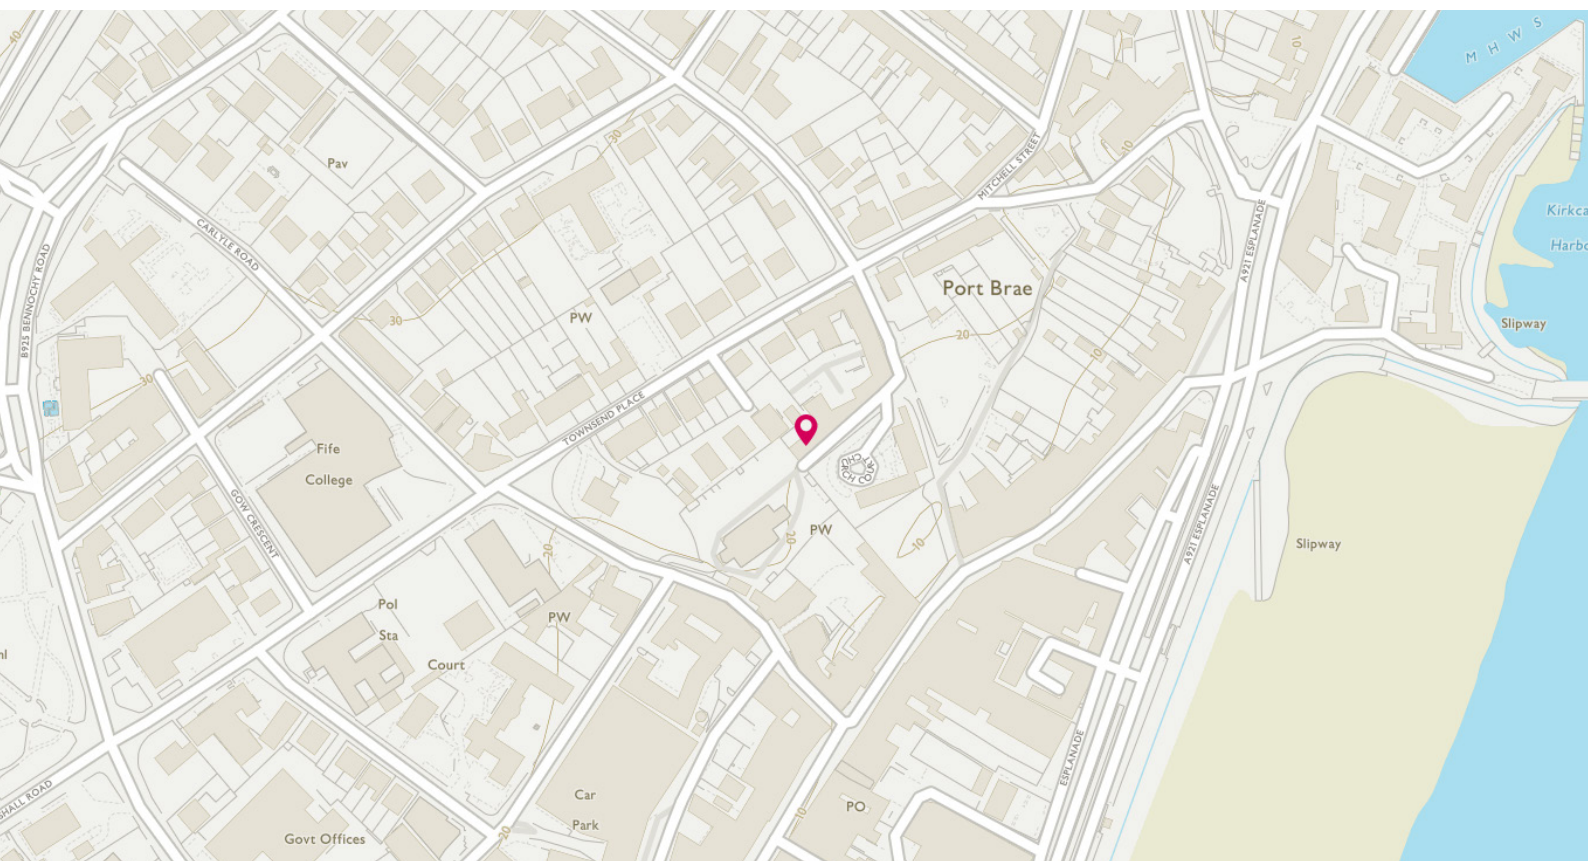 40
M H W S
10
30
10
Pav
MITCHELL STREET
CARLYLE ROAD
Kirkca
Harbo
A921 ESPLANADE
B925 BENNOCHY ROAD
Port Brae
30
PW
20
Slipway
10
30
TOWNSEND PLACE
Fife
College
CHURCH COURT
GOW CRESCENT
A921 ESPLANADE
20
PW
20
10
Slipway
Pol
Sta
PW
Court
ESPLANADE
SHALL ROAD
Car
Park
PO
10
20
Govt Offices